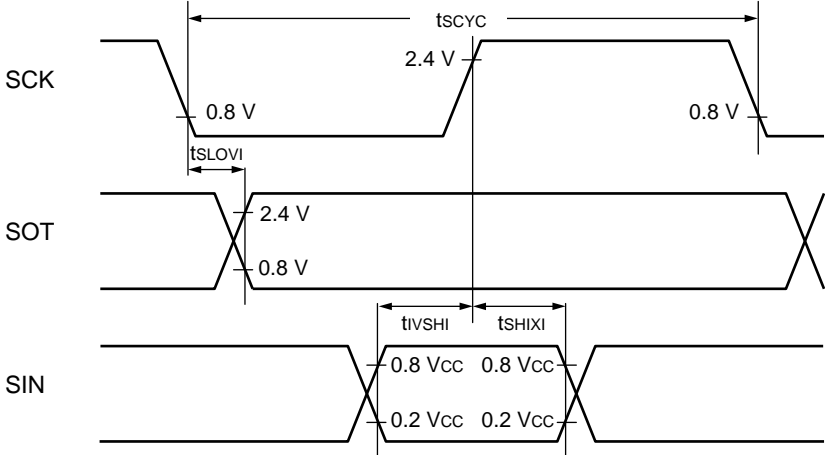 tSCYC
SCK
2.4 V
0.8 V
0.8 V
tSLOVI
SOT
2.4 V
0.8 V
tIVSHI
tSHIXI
SIN
0.8 VCC
0.8 VCC
0.2 VCC
0.2 VCC